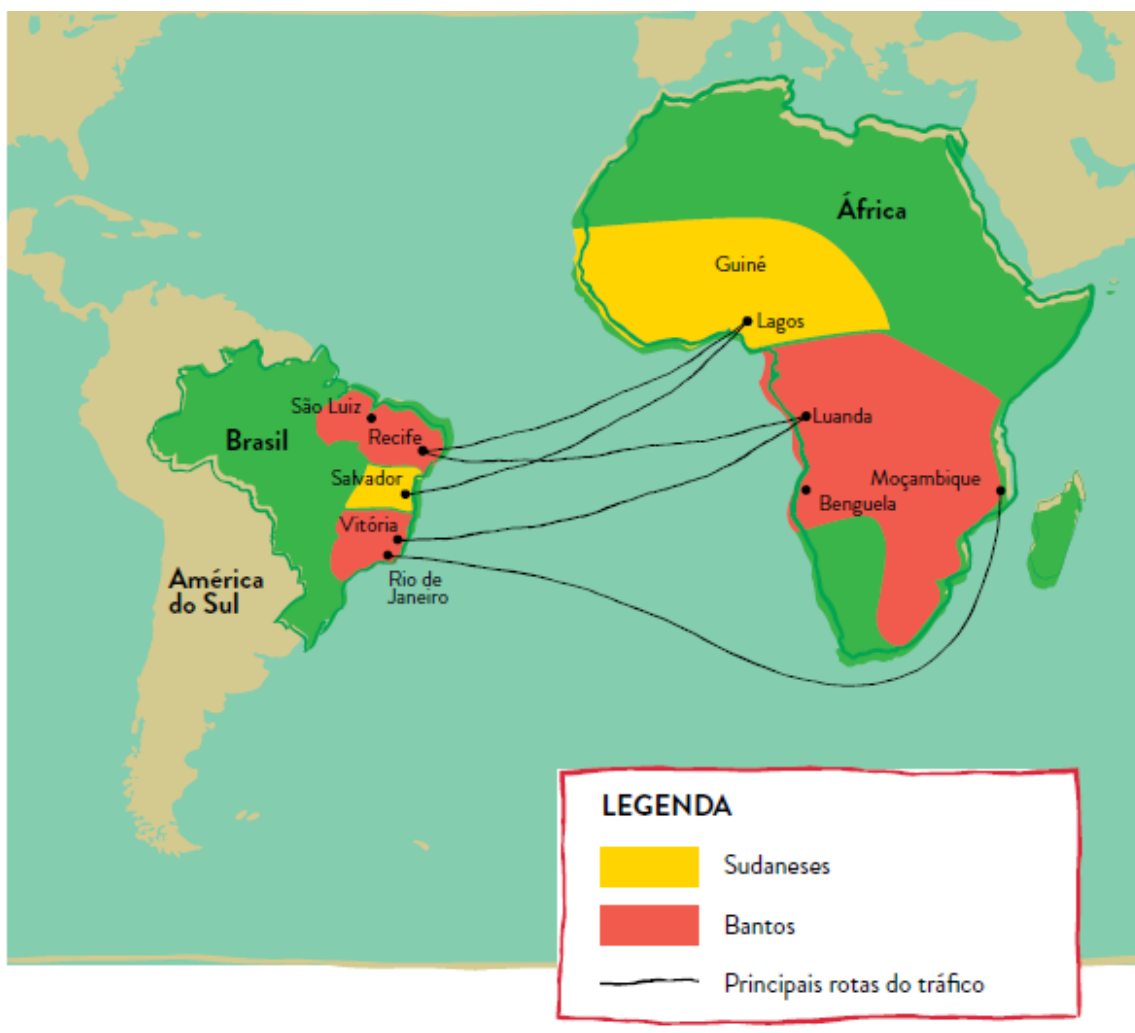 África
Guiné
Lagos
São Luiz
Brasil
Recife
Luanda
Salvador
Moçambique
Benguela
Vitória
América
do Sul
Rio de
Janeiro
LEGENDA
Sudaneses
Bantos
Principais rotas do tráfico